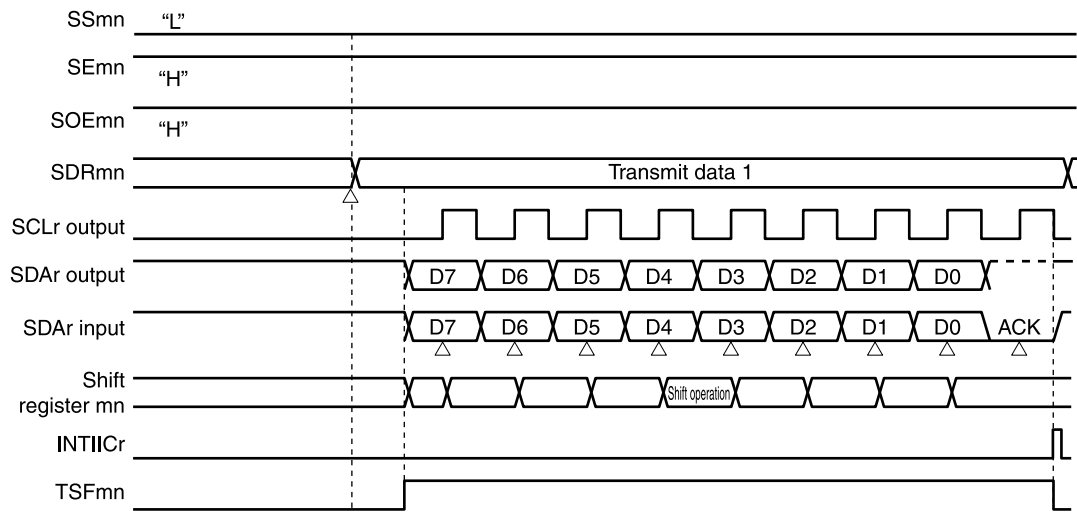 SSmn “L”
SEmn “H”
SOEmn “H”
SDRmn Transmit data 1
SCLr output
SDAr output D7 D6 D5 D4 D3 D2 D1 D0
SDAr input D7 D6 D5 D4 D3 D2 D1 D0 ACK
Shift
register mn Shift operation
INTIICr
TSFmn